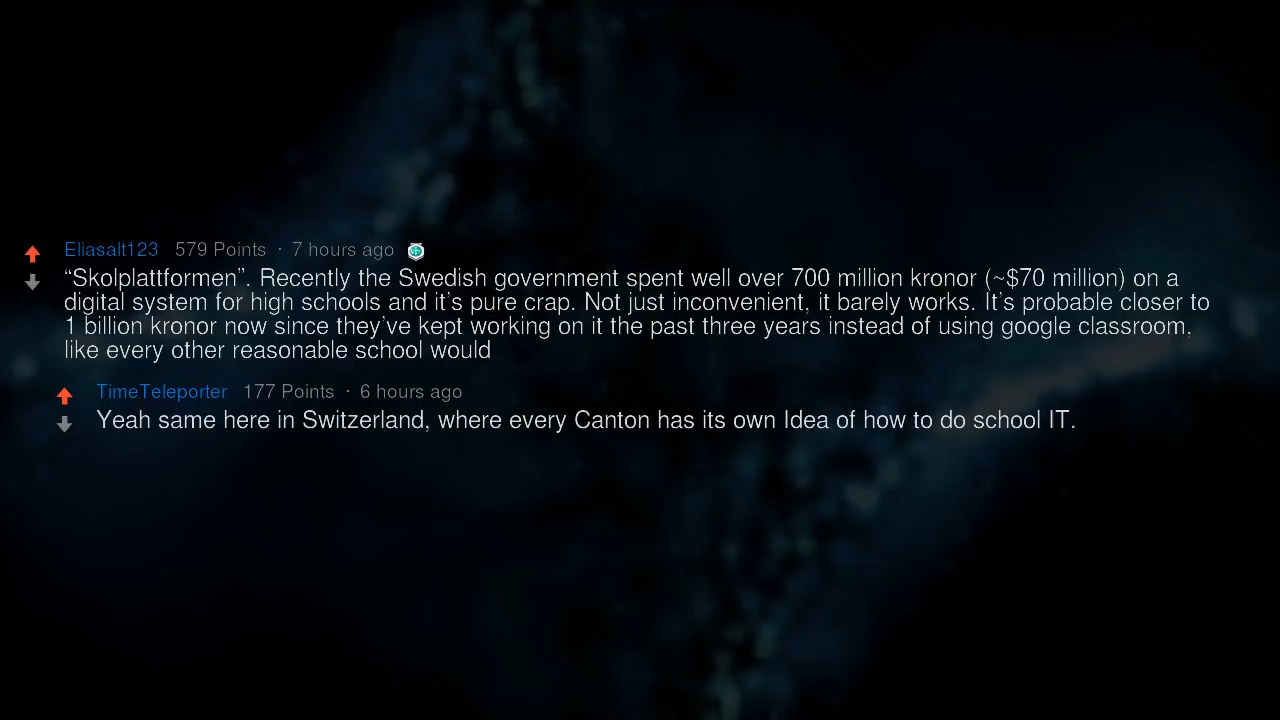 Eliasalt123 579 Points · 7 hours ago
“Skolplattformen”. Recently the Swedish government spent well over 700 million kronor (~$70 million) on a
digital system for high schools and it’s pure crap. Not just inconvenient, it barely works. It’s probable closer to
1 billion kronor now since they’ve kept working on it the past three years instead of using google classroom,
like every other reasonable school would
TimeTeleporter 177 Points · 6 hours ago
Yeah same here in Switzerland, where every Canton has its own Idea of how to do school IT.